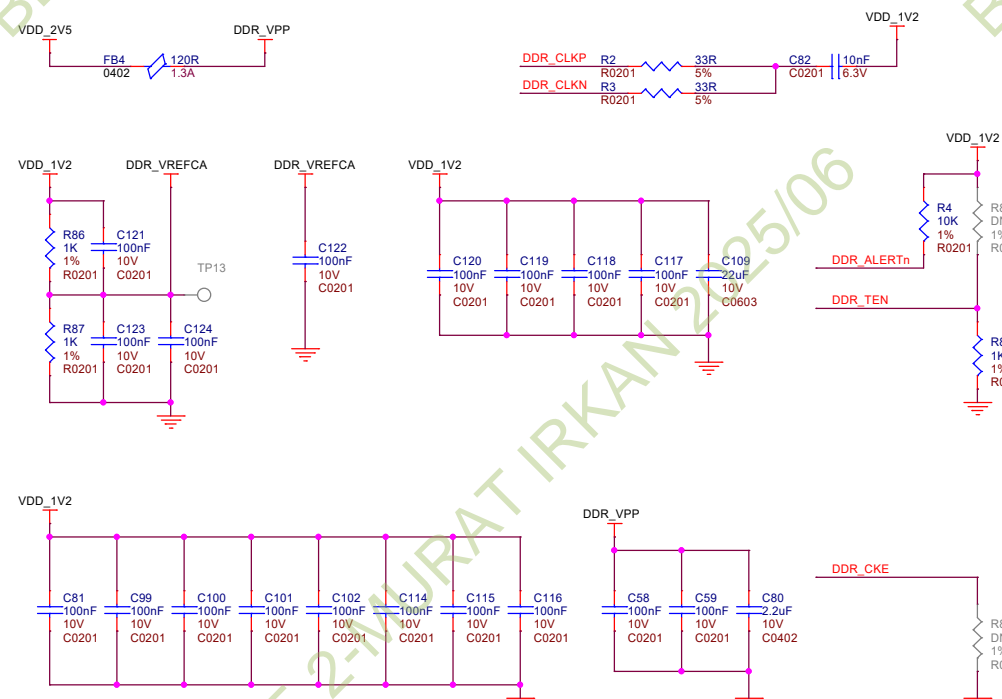 VDD_2V5
DDR_VPP
FB4
0402
120R
1.3A
VDD_1V2
DDR_CLKP
R2
R0201
33R
5%
DDR_CLKN
R3
R0201
33R
5%
C82
C0201
10nF
6.3V
VDD_1V2
DDR_VREFCA
R86
1K
1%
R0201
C121
100nF
10V
C0201
TP13
R87
1K
1%
R0201
C123
100nF
10V
C0201
C124
100nF
10V
C0201
DDR_VREFCA
C122
100nF
10V
C0201
VDD_1V2
C120
100nF
10V
C0201
C119
100nF
10V
C0201
C118
100nF
10V
C0201
C117
100nF
10V
C0201
C109
22uF
10V
C0603
VDD_1V2
R4
10K
1%
R0201
DDR_ALERTn
DDR_TEN
VDD_1V2
C81
100nF
10V
C0201
C99
100nF
10V
C0201
C100
100nF
10V
C0201
C101
100nF
10V
C0201
C102
100nF
10V
C0201
C114
100nF
10V
C0201
C115
100nF
10V
C0201
C116
100nF
10V
C0201
DDR_VPP
C58
100nF
10V
C0201
C59
100nF
10V
C0201
C80
2.2uF
10V
C0402
DDR_CKE
2-MURAT IRKAN 2025/06